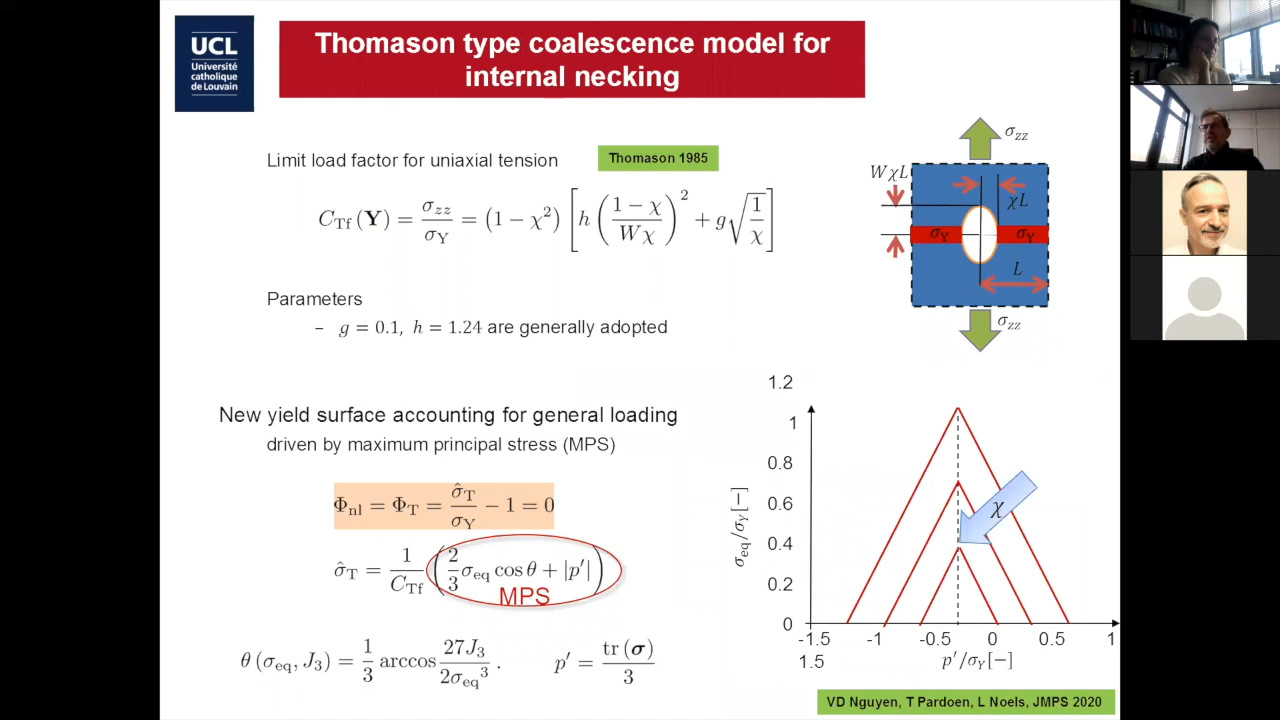 UCL
Université
catholique
de Louvain
Thomason type coalescence model for
internal necking
Limit load factor for uniaxial tension
Thomason 1985
C_Tf (Y) = σ_zz / σ_Y = (1 − χ²) [ h ( (1 − χ) / (Wχ) )² + g √(1/χ) ]
Parameters
– g = 0.1, h = 1.24 are generally adopted
σ_zz
WχL
χL
σ_Y
σ_Y
L
σ_zz
New yield surface accounting for general loading
driven by maximum principal stress (MPS)
Φ_nl = Φ_T = σ̂_T / σ_Y − 1 = 0
σ̂_T = 1 / C_Tf ( 2/3 σ_eq cos θ + |p′| )
MPS
θ (σ_eq, J_3) = 1/3 arccos 27J_3 / 2σ_eq³ .
p′ = tr (σ) / 3
1.2
1
0.8
0.6
0.4
0.2
0
σ_eq/σ_Y[−]
χ
-1.5 -1 -0.5 0 0.5 1
1.5
p′/σ_Y[−]
VD Nguyen, T Pardoen, L Noels, JMPS 2020